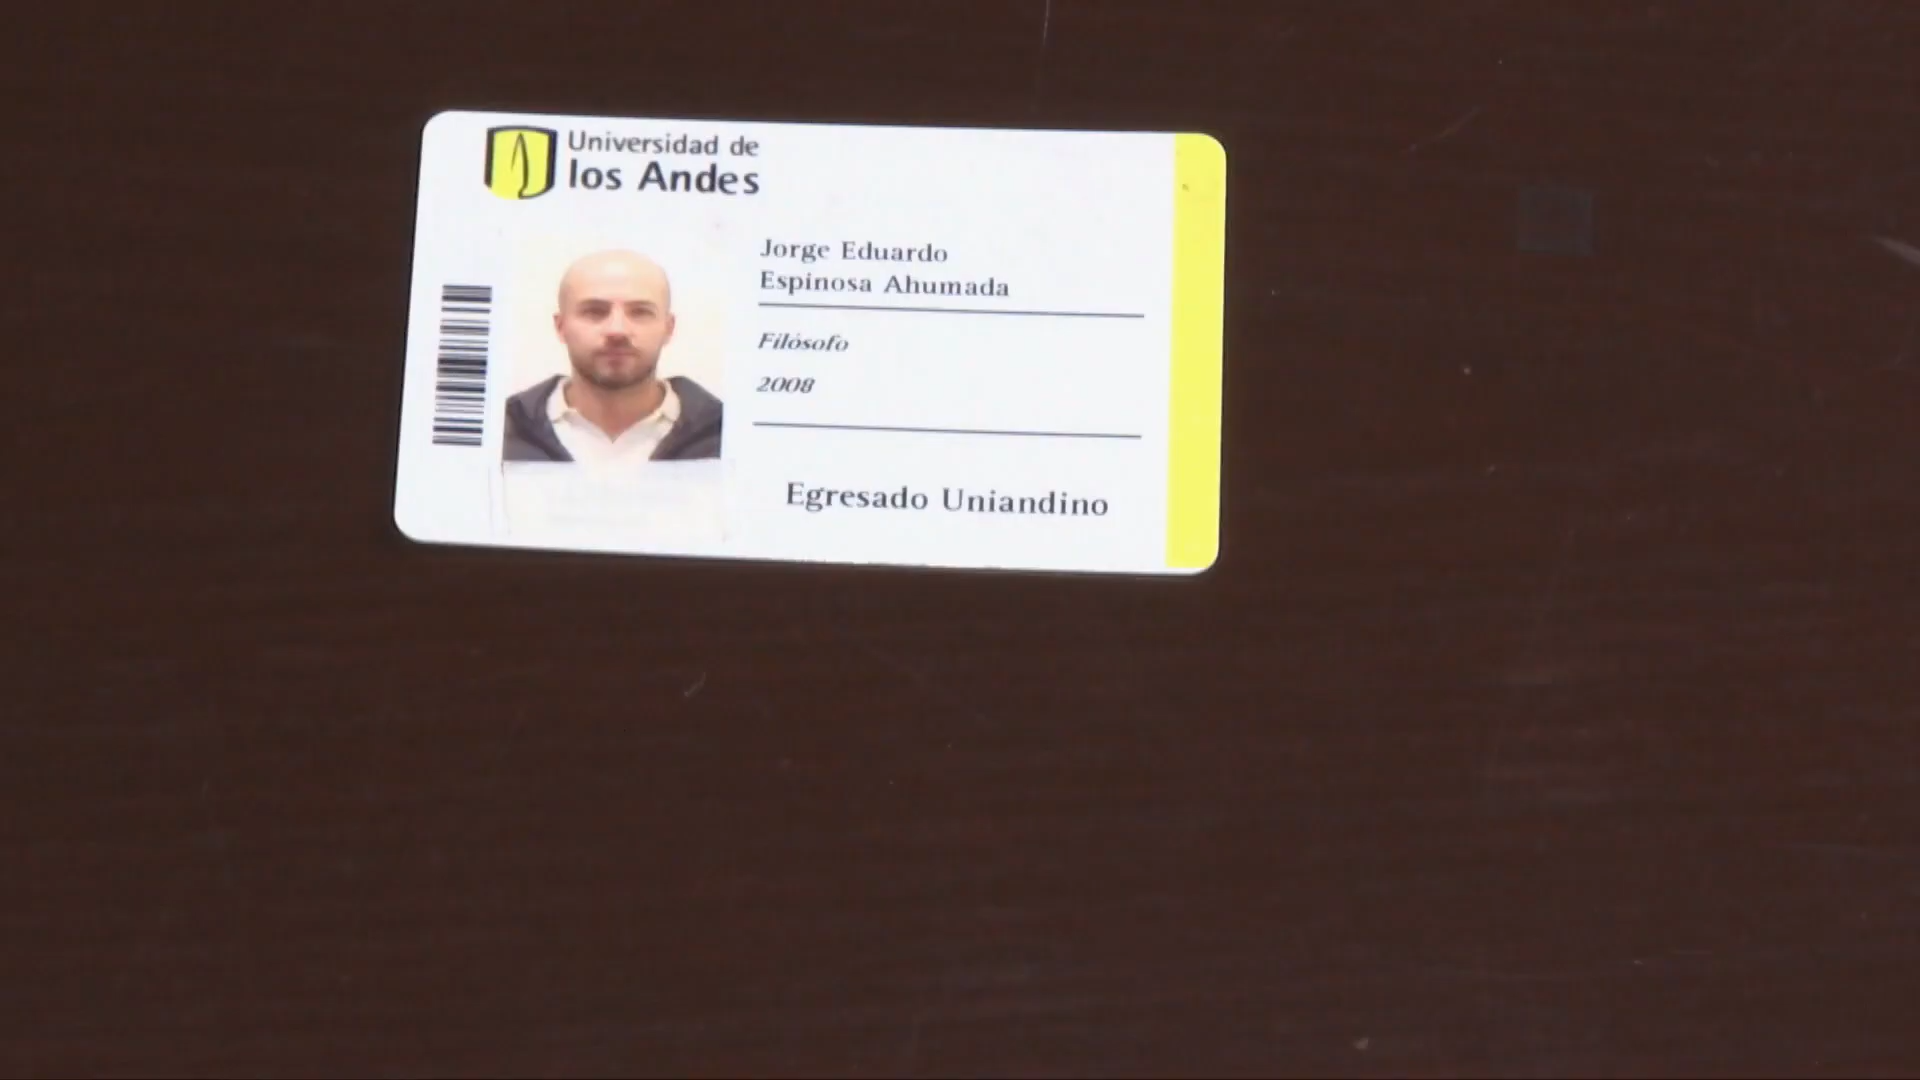 Universidad de
los Andes
Jorge Eduardo
Espinosa Ahumada
Filósofo
2008
Egresado Uniandino